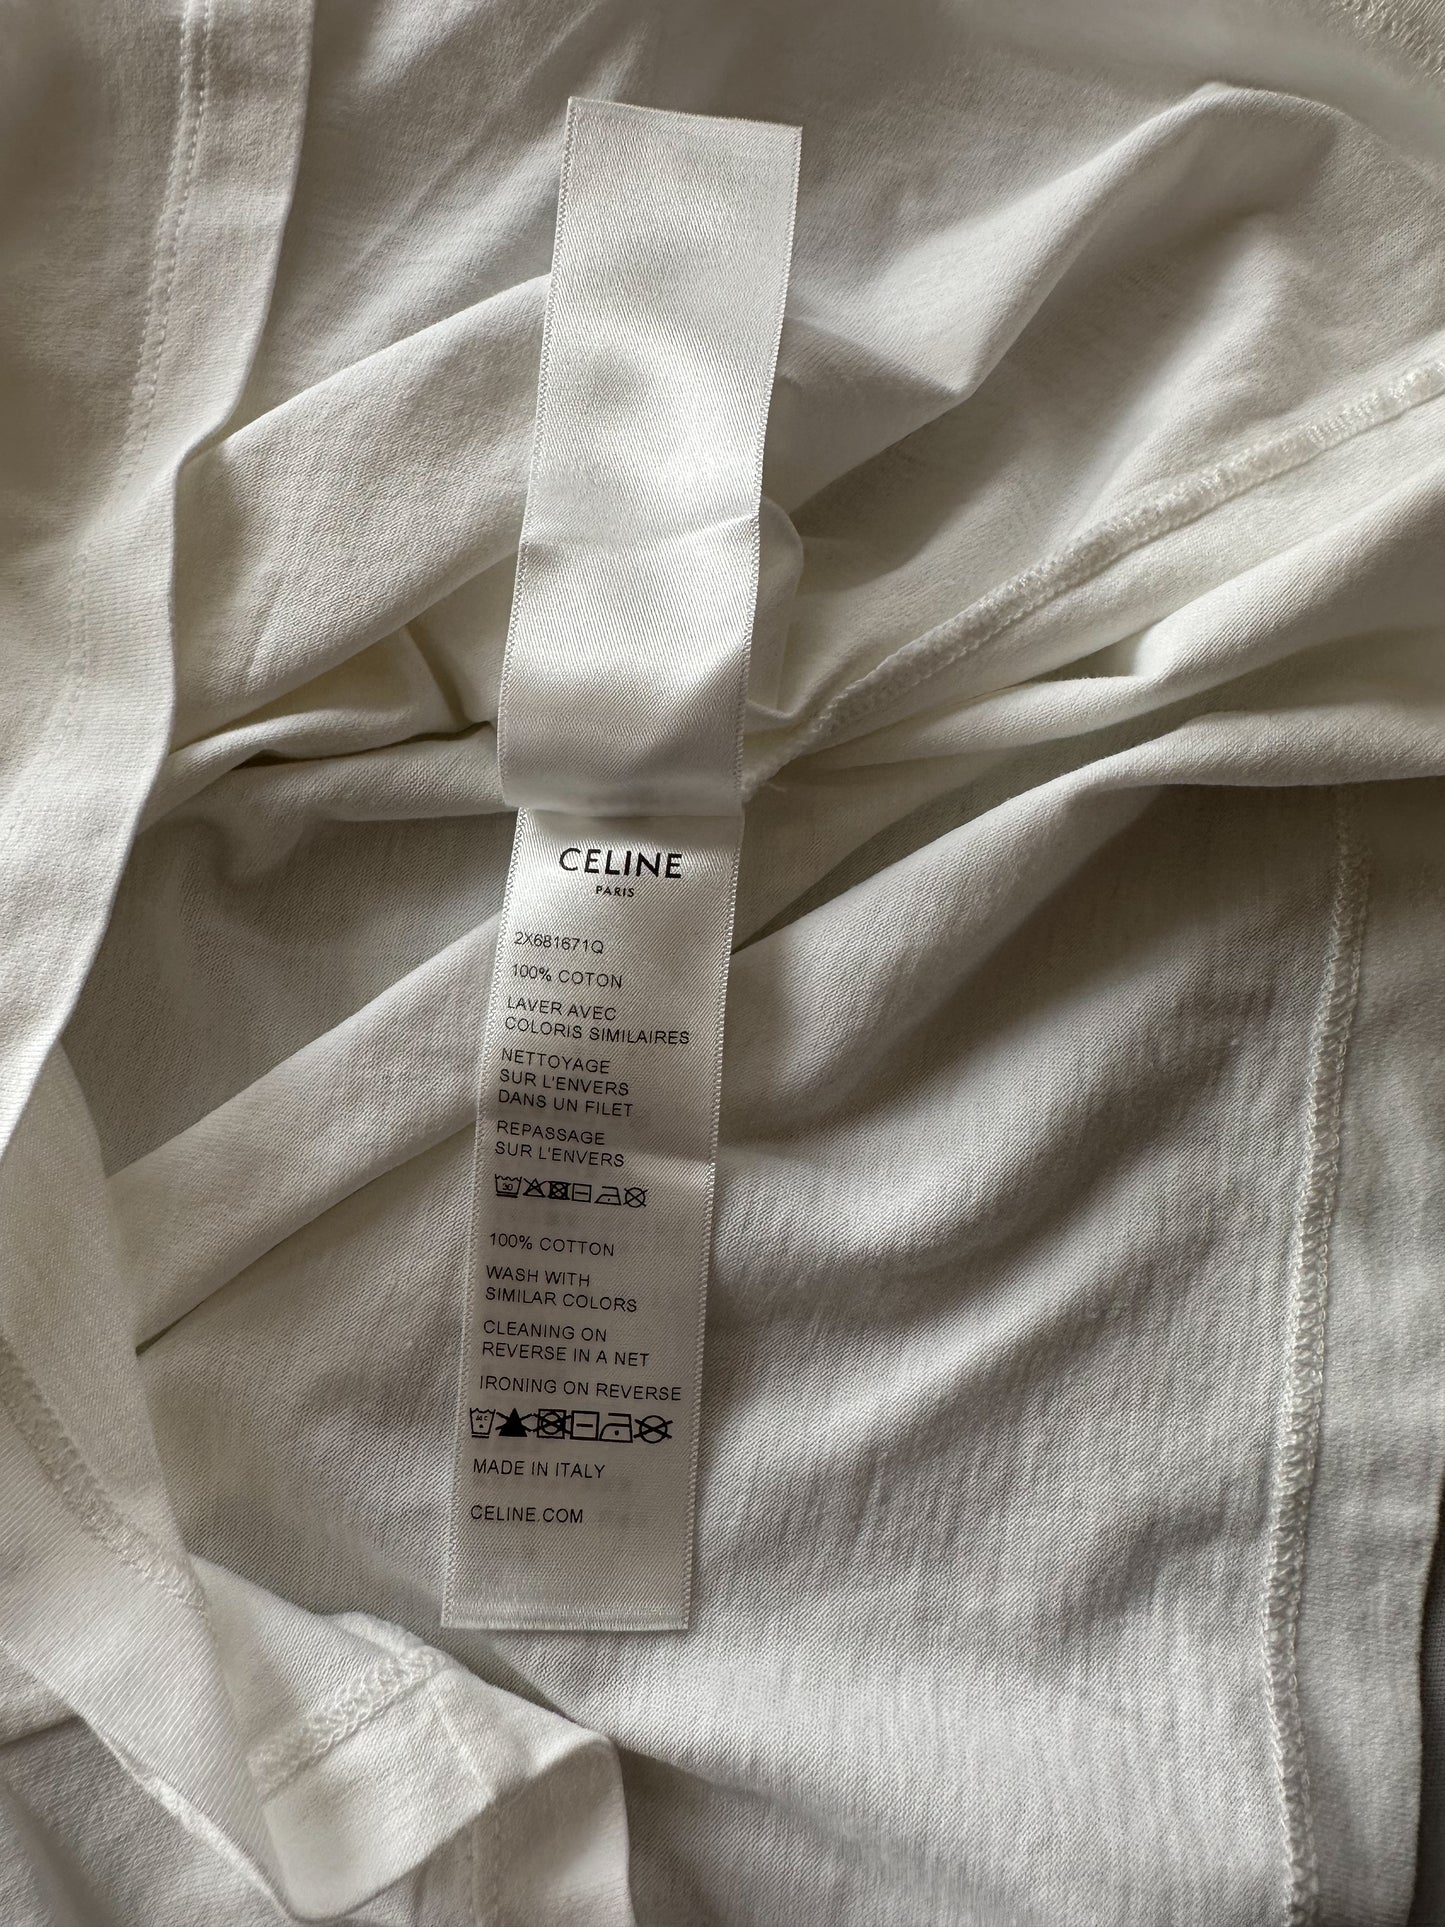 CELINE
PARIS
2X681671Q
100% COTON
LAVER AVEC
COLORIS SIMILAIRES
NETTOYAGE
SUR L'ENVERS
DANS UN FILET
REPASSAGE
SUR L'ENVERS
30
100% COTTON
WASH WITH
SIMILAR COLORS
CLEANING ON
REVERSE IN A NET
IRONING ON REVERSE
MADE IN ITALY
CELINE.COM